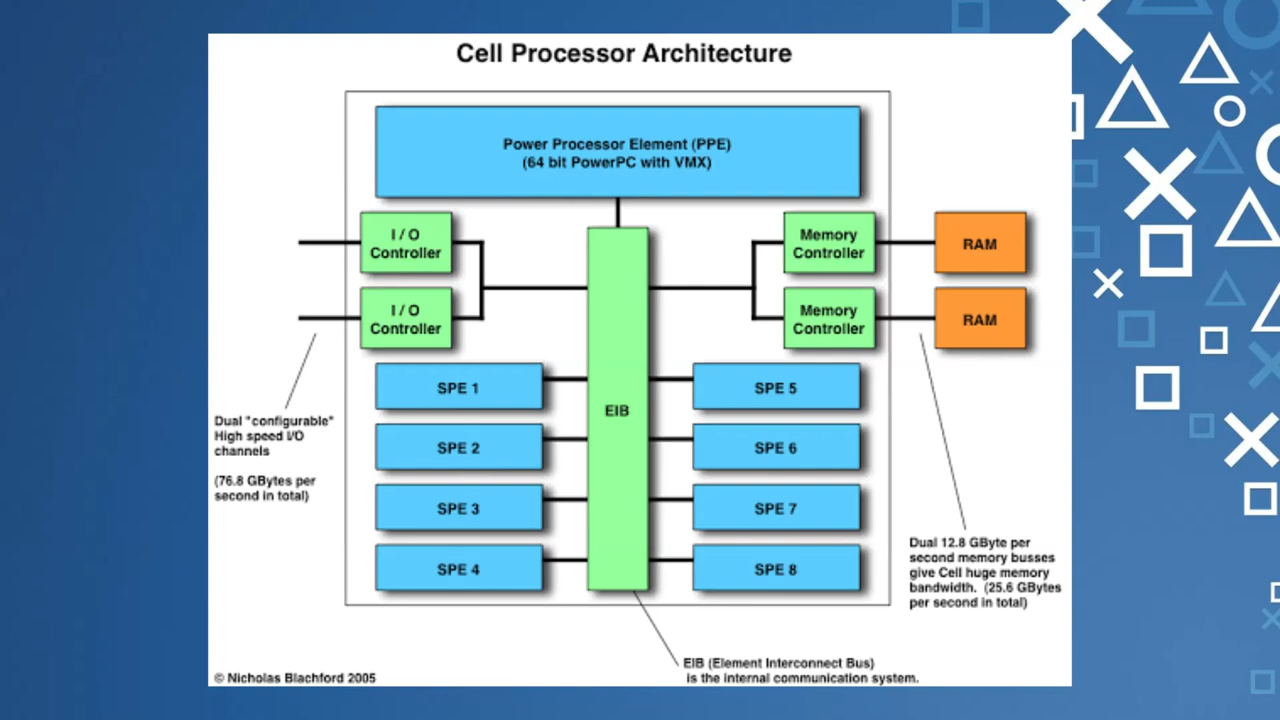 Cell Processor Architecture
Power Processor Element (PPE)
(64 bit PowerPC with VMX)
I / O
Controller
Memory
Controller
RAM
I / O
Controller
Memory
Controller
RAM
EIB
SPE 1
SPE 5
SPE 2
SPE 6
SPE 3
SPE 7
SPE 4
SPE 8
Dual "configurable"
High speed I/O
channels
(76.8 GBytes per
second in total)
Dual 12.8 GByte per
second memory busses
give Cell huge memory
bandwidth. (25.6 GBytes
per second in total)
EIB (Element Interconnect Bus)
is the internal communication system.
© Nicholas Blachford 2005